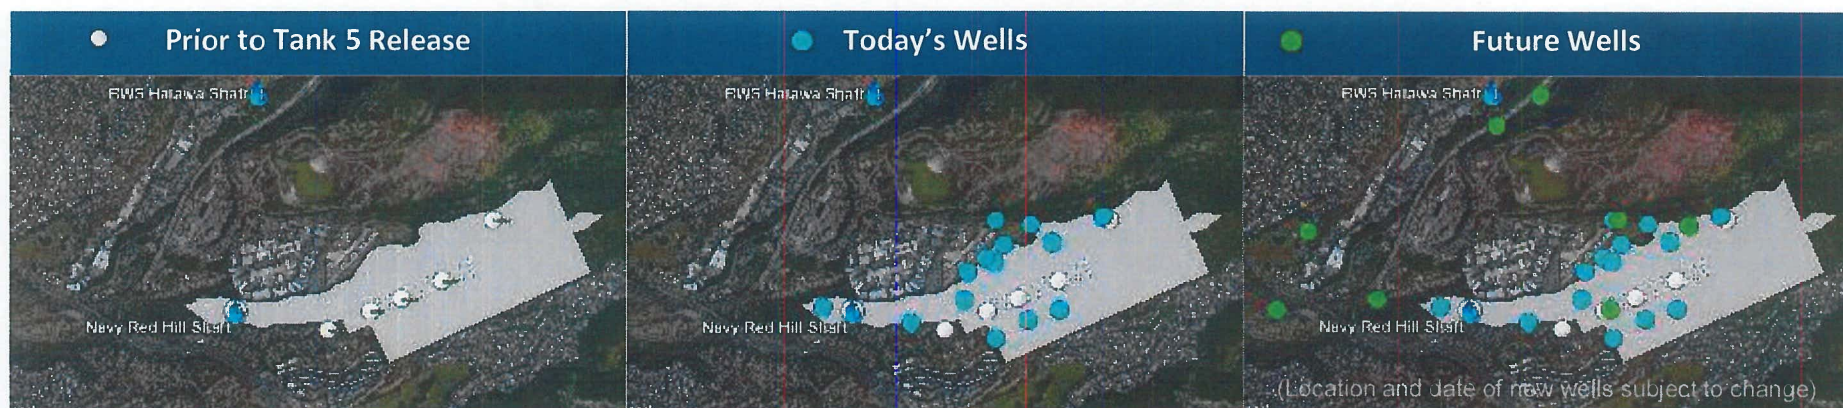 Prior to Tank 5 Release
Today's Wells
Future Wells
BWS Halawa Shaft
BWS Halawa Shaft
BWS Halawa Shaft
Navy Red Hill Shaft
Navy Red Hill Shaft
Navy Red Hill Shaft
(Location and date of new wells subject to change)